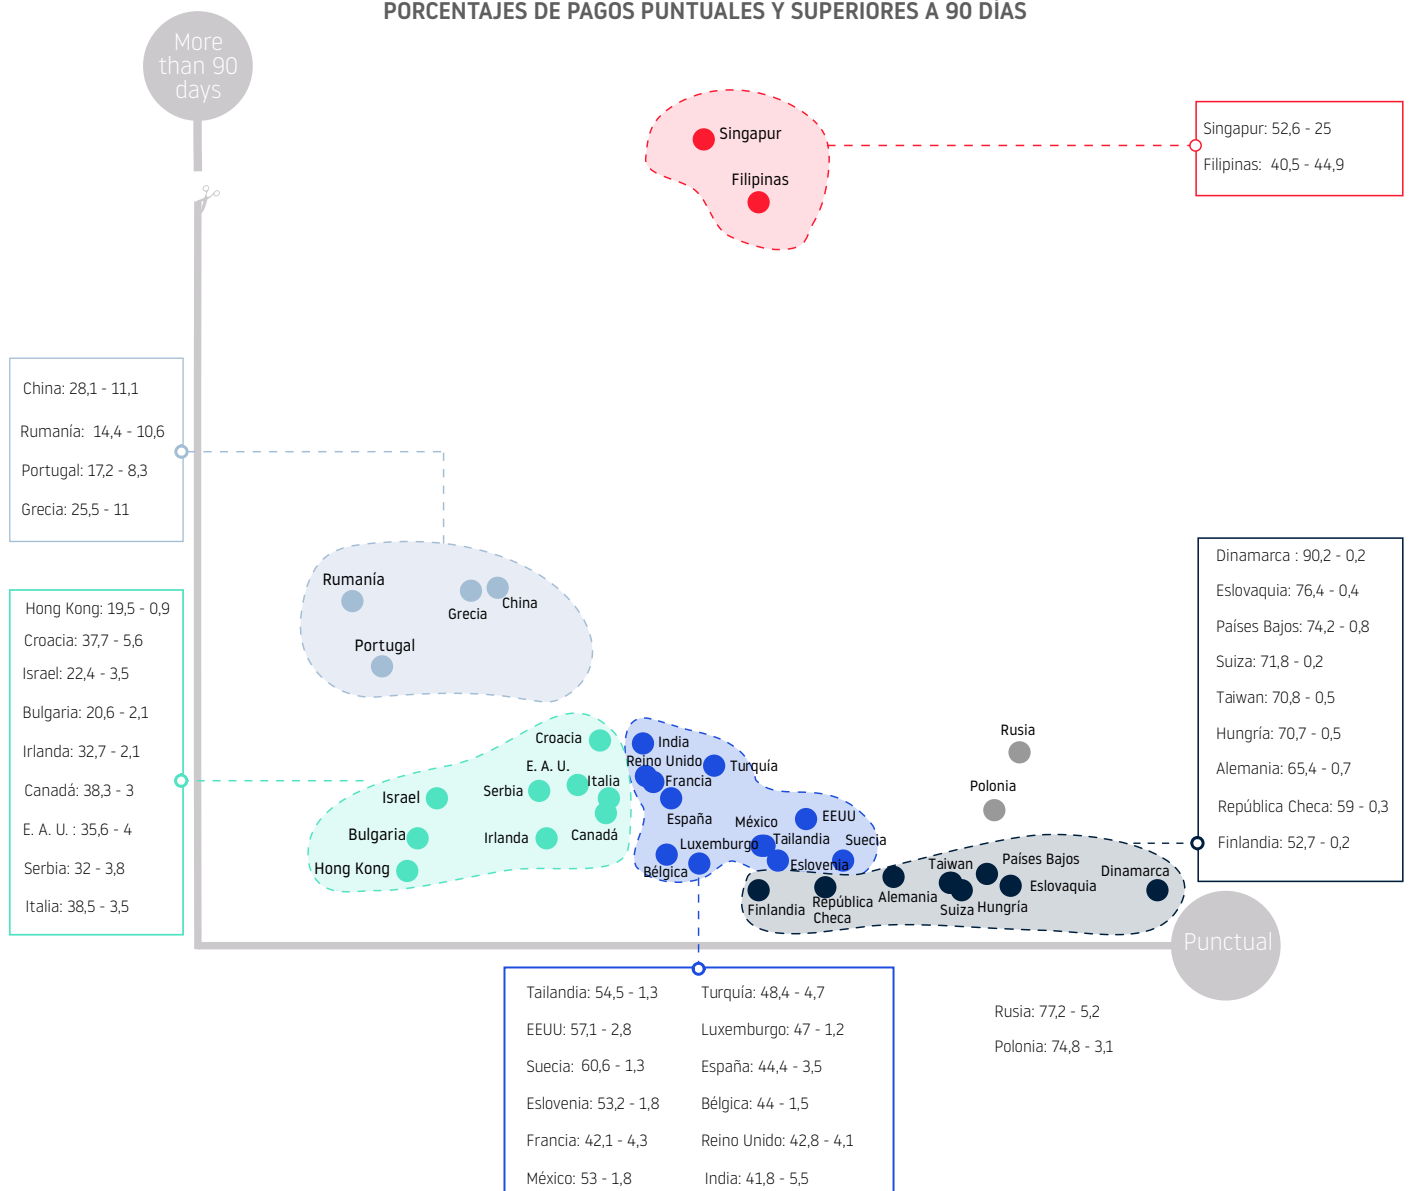 PORCENTAJES DE PAGOS PUNTUALES Y SUPERIORES A 90 DÍAS
More
than 90
days
Singapur
Filipinas
Singapur: 52,6 - 25
Filipinas: 40,5 - 44,9
China: 28,1 - 11,1
Rumanía: 14,4 - 10,6
Portugal: 17,2 - 8,3
Grecia: 25,5 - 11
Rumanía
Grecia
China
Portugal
Hong Kong: 19,5 - 0,9
Croacia: 37,7 - 5,6
Israel: 22,4 - 3,5
Bulgaria: 20,6 - 2,1
Irlanda: 32,7 - 2,1
Canadá: 38,3 - 3
E. A. U. : 35,6 - 4
Serbia: 32 - 3,8
Italia: 38,5 - 3,5
Croacia
E. A. U.
Italia
Serbia
Israel
Canadá
Irlanda
Bulgaria
Hong Kong
India
Reino Unido
Turquía
Francia
España
México
EEUU
Tailandia
Suecia
Luxemburgo
Eslovenia
Bélgica
Rusia
Polonia
Taiwan
Países Bajos
Dinamarca
Eslovaquia
Alemania
Finlandia
República
Checa
Suiza
Hungría
Dinamarca : 90,2 - 0,2
Eslovaquia: 76,4 - 0,4
Países Bajos: 74,2 - 0,8
Suiza: 71,8 - 0,2
Taiwan: 70,8 - 0,5
Hungría: 70,7 - 0,5
Alemania: 65,4 - 0,7
República Checa: 59 - 0,3
Finlandia: 52,7 - 0,2
Punctual
Tailandia: 54,5 - 1,3
EEUU: 57,1 - 2,8
Suecia: 60,6 - 1,3
Eslovenia: 53,2 - 1,8
Francia: 42,1 - 4,3
México: 53 - 1,8
Turquía: 48,4 - 4,7
Luxemburgo: 47 - 1,2
España: 44,4 - 3,5
Bélgica: 44 - 1,5
Reino Unido: 42,8 - 4,1
India: 41,8 - 5,5
Rusia: 77,2 - 5,2
Polonia: 74,8 - 3,1